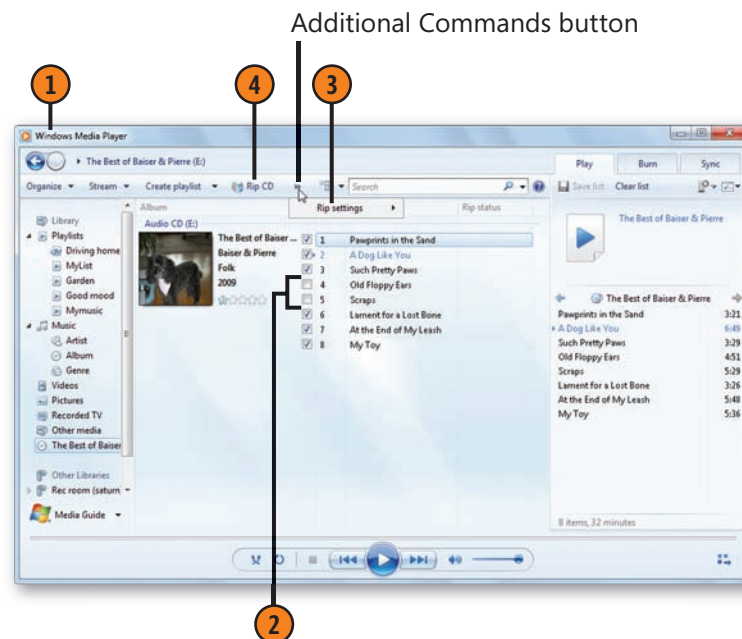 Additional Commands button
1
4
3
Windows Media Player
The Best of Baiser & Pierre (E:)
Play Burn Sync
Organize Stream Create playlist Rip CD Search Save list Clear list
Rip settings
Album Rip status
Audio CD (E:)
Library
Playlists
Driving home
MyList
Garden
Good mood
Mymusic
Music
Artist
Album
Genre
Videos
Pictures
Recorded TV
Other media
The Best of Baiser
Other Libraries
Rec room (saturn
Media Guide
The Best of Baiser ...
Baiser & Pierre
Folk
2009
1 Pawprints in the Sand
2 A Dog Like You
3 Such Pretty Paws
4 Old Floppy Ears
5 Scraps
6 Lament for a Lost Bone
7 At the End of My Leash
8 My Toy
The Best of Baiser & Pierre
The Best of Baiser & Pierre
Pawprints in the Sand 3:21
A Dog Like You 6:49
Such Pretty Paws 3:29
Old Floppy Ears 4:51
Scraps 5:29
Lament for a Lost Bone 3:26
At the End of My Leash 5:48
My Toy 5:36
8 items, 32 minutes
2